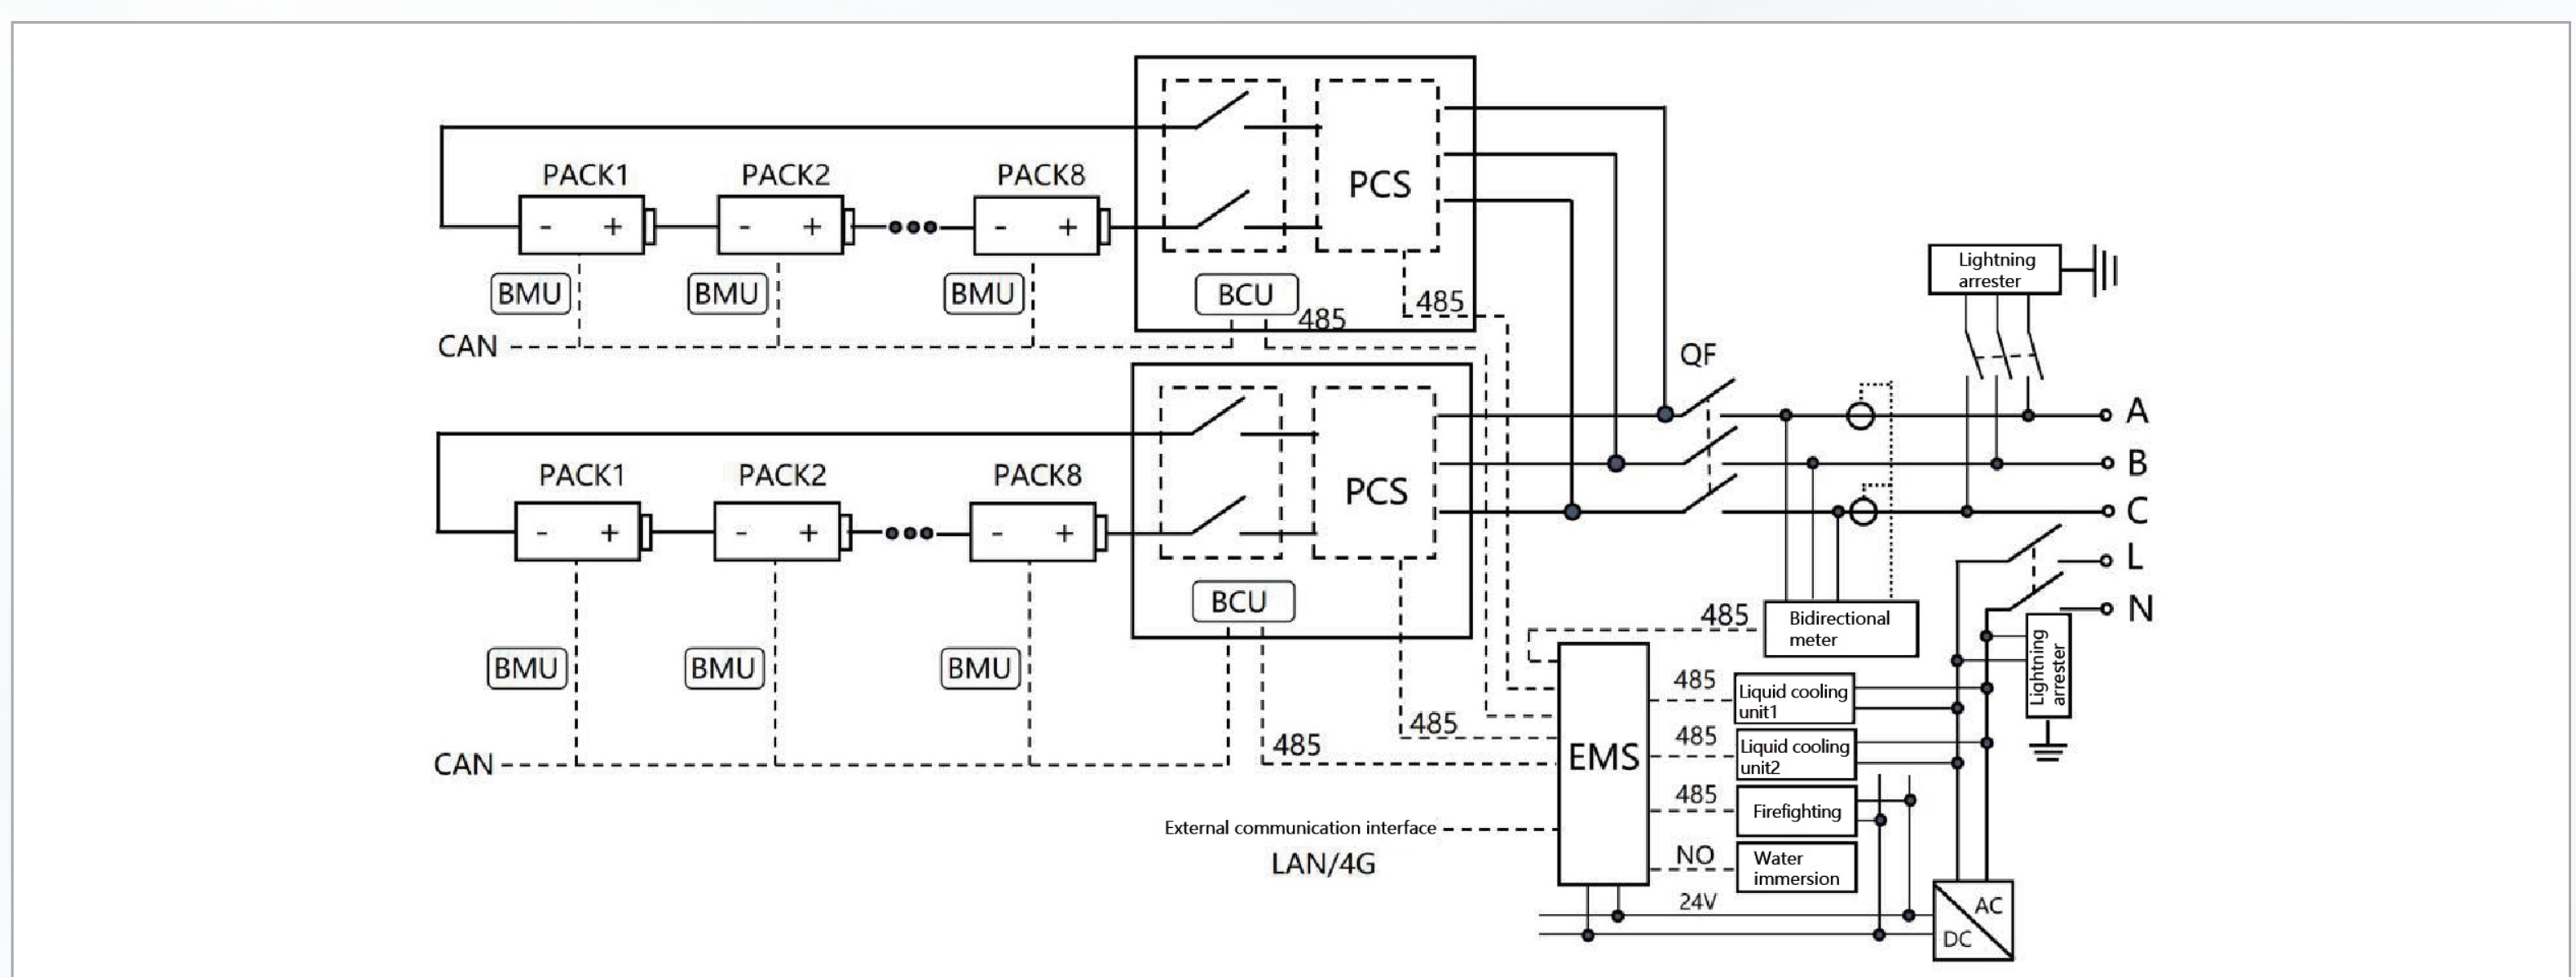 PACK1
PACK2
PACK8
- +
- +
- +
PCS
BMU
BMU
BMU
BCU
485
485
CAN
QF
Lightning
arrester
A
B
C
L
N
PACK1
PACK2
PACK8
- +
- +
- +
PCS
BCU
BMU
BMU
BMU
485
485
CAN
485
Bidirectional
meter
Lightning
arrester
EMS
485
Liquid cooling
unit1
485
Liquid cooling
unit2
485
Firefighting
NO
Water
immersion
External communication interface
LAN/4G
24V
AC
DC